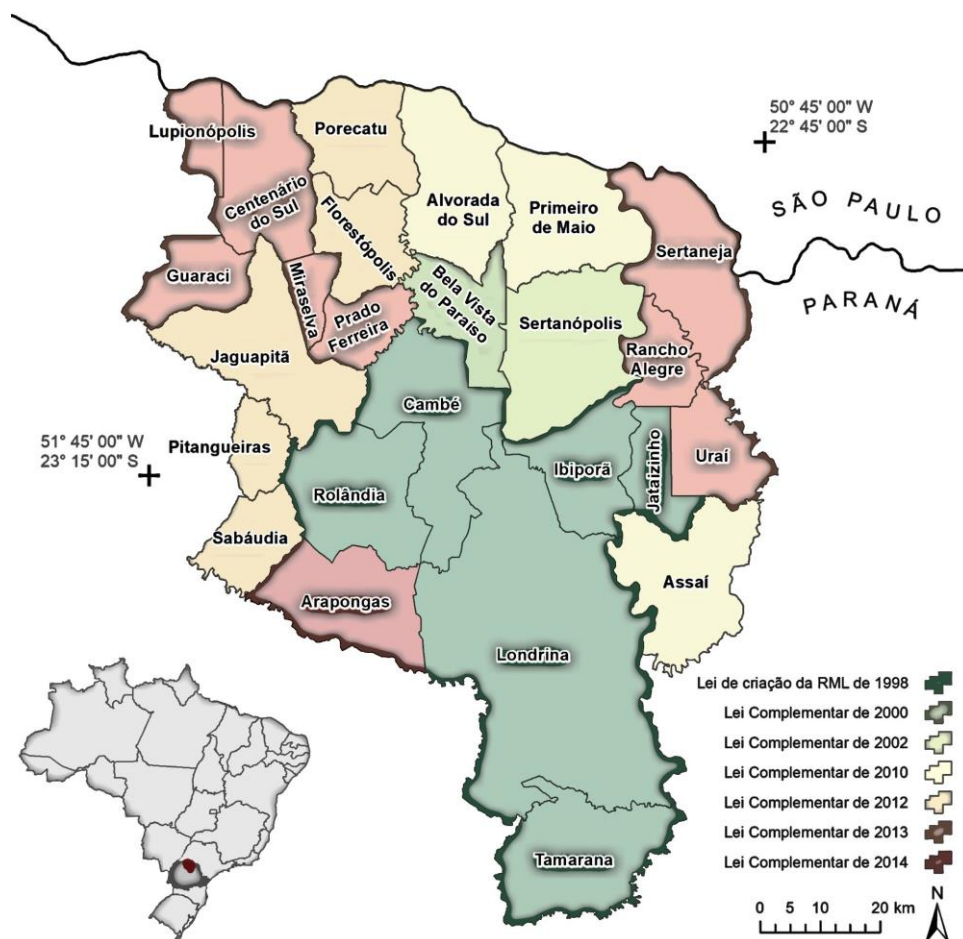 50° 45' 00" W
22° 45' 00" S
SÃO PAULO
PARANÁ
Lupionópolis
Porecatu
Centenário
do Sul
Alvorada
do Sul
Primeiro
de Maio
Florestópolis
Sertaneja
Guaraci
Miraselva
Bela Vista
do Paraíso
Prado
Ferreira
Sertanópolis
Rancho
Alegre
Jaguapitã
Cambé
51° 45' 00" W
23° 15' 00" S
Pitangueiras
Ibiporã
Jataizinho
Uraí
Rolândia
Sabáudia
Assaí
Arapongas
Londrina
Tamarana
Lei de criação da RML de 1998
Lei Complementar de 2000
Lei Complementar de 2002
Lei Complementar de 2010
Lei Complementar de 2012
Lei Complementar de 2013
Lei Complementar de 2014
N
0 5 10 20 km